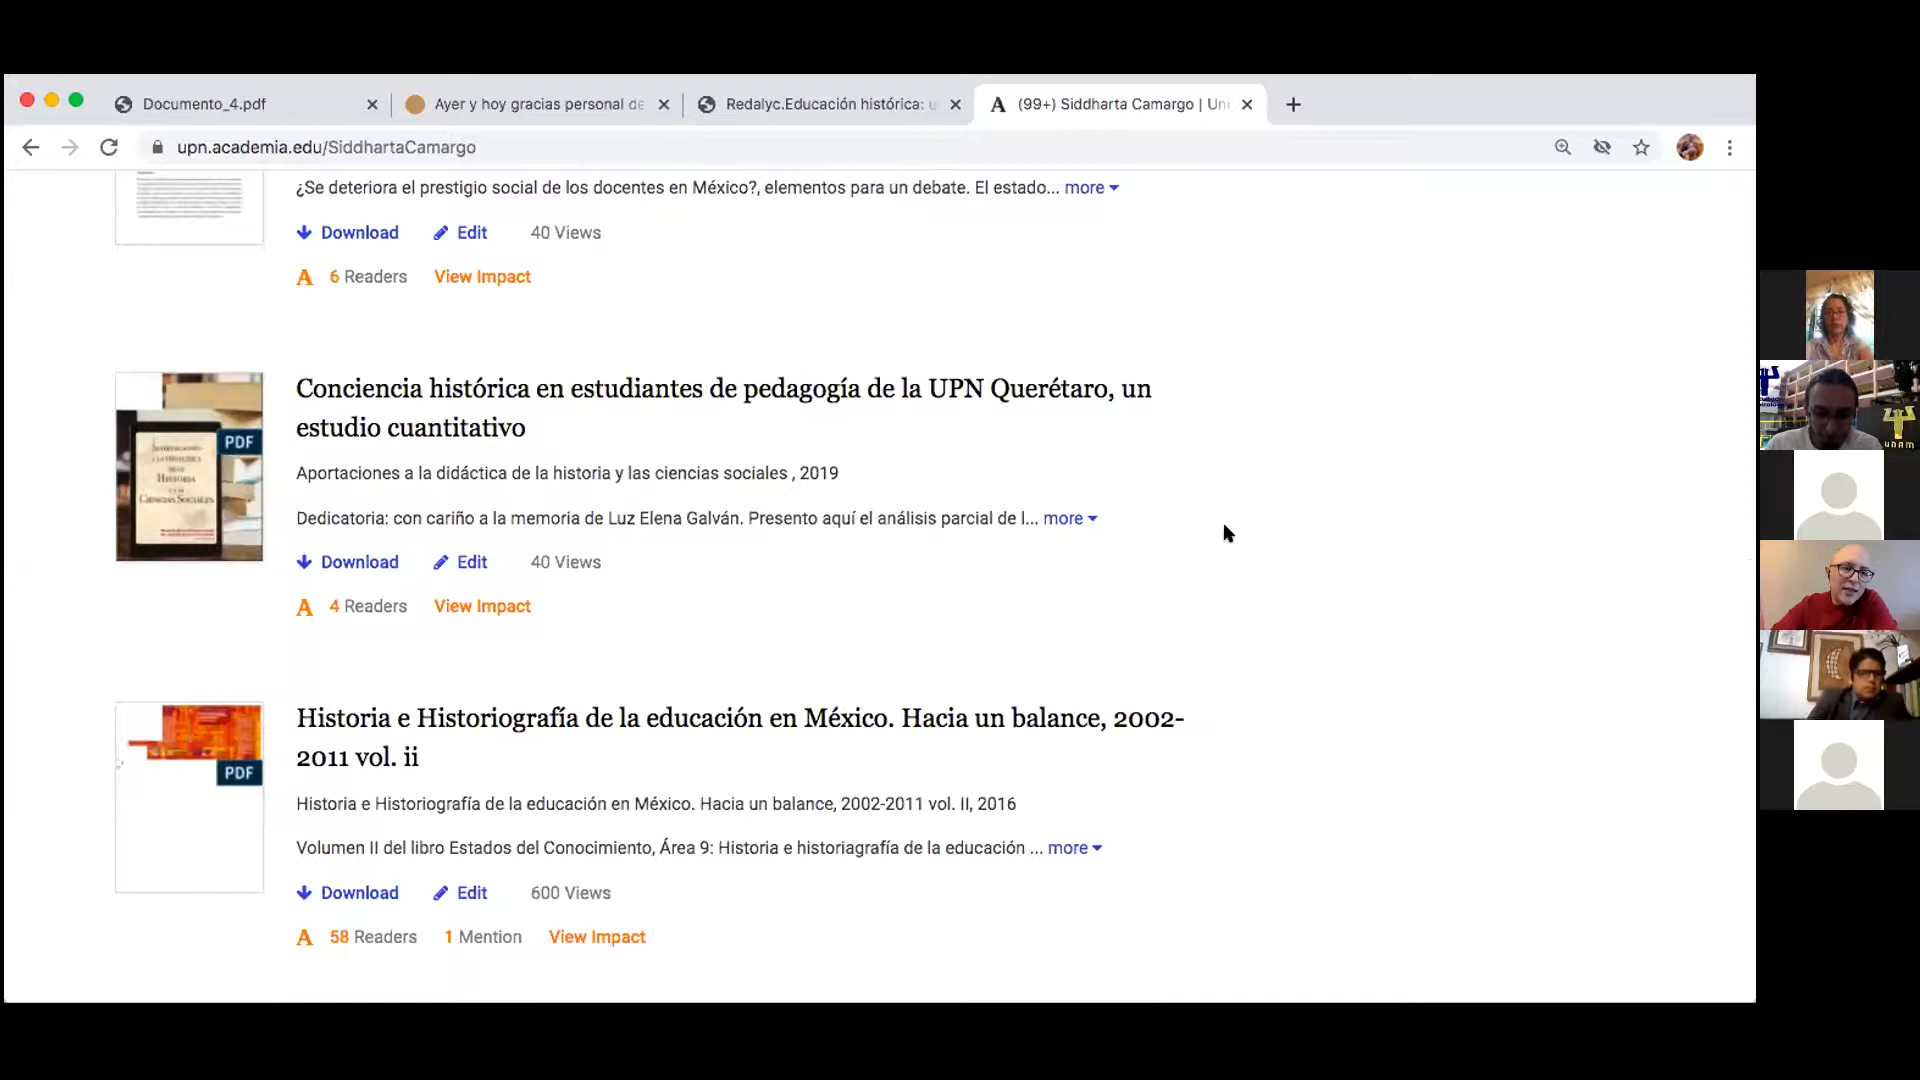 Documento_4.pdf
Ayer y hoy gracias personal de
Redalyc.Educación histórica: u
A (99+) Siddharta Camargo | Uni
upn.academia.edu/SiddhartaCamargo
¿Se deteriora el prestigio social de los docentes en México?, elementos para un debate. El estado... more
Download Edit 40 Views
A 6 Readers View Impact
Conciencia histórica en estudiantes de pedagogía de la UPN Querétaro, un
estudio cuantitativo
PDF
HISTORIA
CIENCIAS SOCIALES
Aportaciones a la didáctica de la historia y las ciencias sociales , 2019
Dedicatoria: con cariño a la memoria de Luz Elena Galván. Presento aquí el análisis parcial de l... more
Download Edit 40 Views
A 4 Readers View Impact
Historia e Historiografía de la educación en México. Hacia un balance, 2002-
2011 vol. ii
PDF
Historia e Historiografía de la educación en México. Hacia un balance, 2002-2011 vol. II, 2016
Volumen II del libro Estados del Conocimiento, Área 9: Historia e historiagrafía de la educación ... more
Download Edit 600 Views
A 58 Readers 1 Mention View Impact
unam